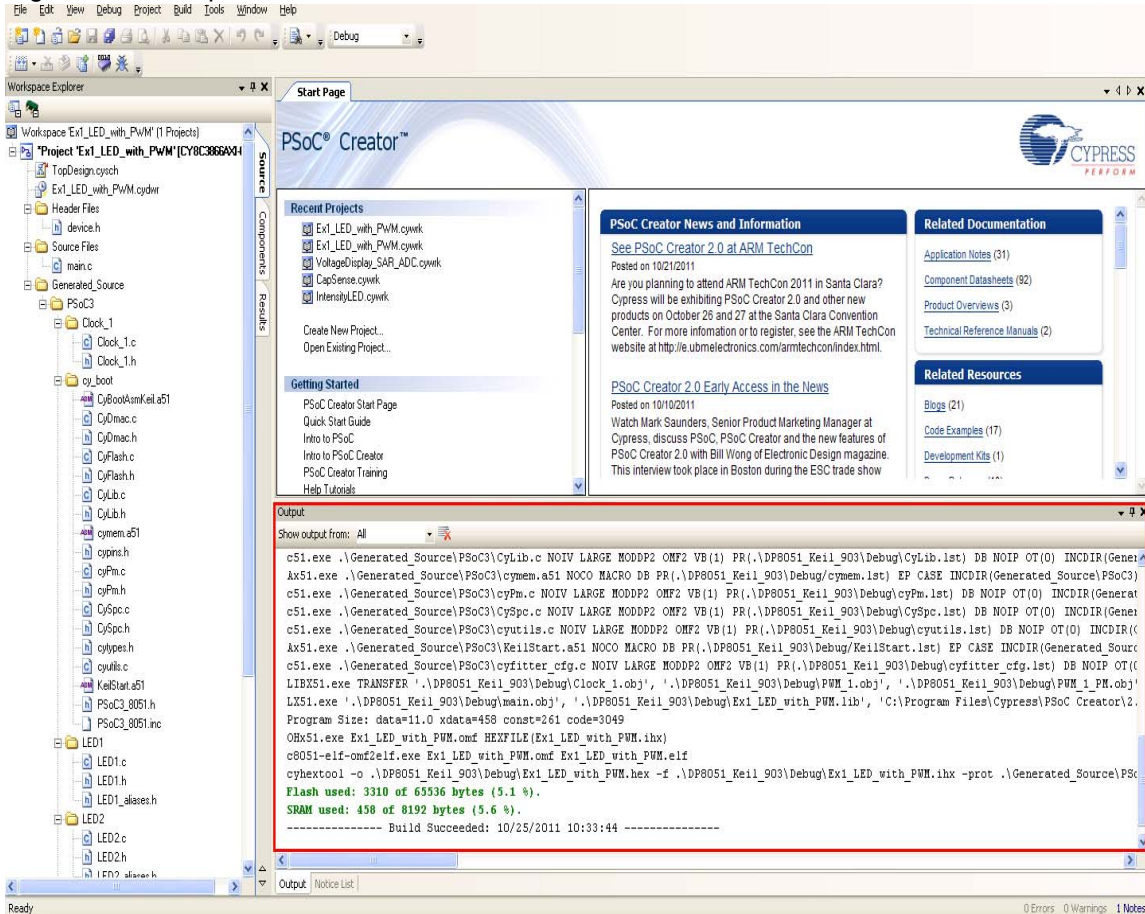 File Edit View Debug Project Build Tools Window Help
Debug
Workspace Explorer
Workspace 'Ex1_LED_with_PWM' (1 Projects)
*Project 'Ex1_LED_with_PWM' [CY8C3866AXI-
TopDesign.cysch
Ex1_LED_with_PWM.cydwr
Header Files
device.h
Source Files
main.c
Generated_Source
PSoC3
Clock_1
Clock_1.c
Clock_1.h
cy_boot
CyBootAsmKeil.a51
CyDmac.c
CyDmac.h
CyFlash.c
CyFlash.h
CyLib.c
CyLib.h
cymem.a51
cypins.h
cyPm.c
cyPm.h
CySpc.c
CySpc.h
cytypes.h
cyutils.c
KeilStart.a51
PSoC3_8051.h
PSoC3_8051.inc
LED1
LED1.c
LED1.h
LED1_aliases.h
LED2
LED2.c
LED2.h
LED2_aliases.h
Source
Components
Results
Start Page
PSoC® Creator™
CYPRESS
PERFORM
Recent Projects
Ex1_LED_with_PWM.cywrk
Ex1_LED_with_PWM.cywrk
VoltageDisplay_SAR_ADC.cywrk
CapSense.cywrk
IntensityLED.cywrk
Create New Project...
Open Existing Project...
Getting Started
PSoC Creator Start Page
Quick Start Guide
Intro to PSoC
Intro to PSoC Creator
PSoC Creator Training
Help Tutorials
PSoC Creator News and Information
See PSoC Creator 2.0 at ARM TechCon
Posted on 10/21/2011
Are you planning to attend ARM TechCon 2011 in Santa Clara?
Cypress will be exhibiting PSoC Creator 2.0 and other new
products on October 26 and 27 at the Santa Clara Convention
Center. For more infomation or to register, see the ARM TechCon
website at http://e.ubmelectronics.com/armtechcon/index.html.
PSoC Creator 2.0 Early Access in the News
Posted on 10/10/2011
Watch Mark Saunders, Senior Product Marketing Manager at
Cypress, discuss PSoC, PSoC Creator and the new features of
PSoC Creator 2.0 with Bill Wong of Electronic Design magazine.
This interview took place in Boston during the ESC trade show
Related Documentation
Application Notes (31)
Component Datasheets (92)
Product Overviews (3)
Technical Reference Manuals (2)
Related Resources
Blogs (21)
Code Examples (17)
Development Kits (1)
Output
Show output from: All
c51.exe .\Generated_Source\PSoC3\CyLib.c NOIV LARGE MODDP2 OMF2 VB(1) PR(.\DP8051_Keil_903\Debug\CyLib.lst) DB NOIP OT(0) INCDIR(Gener
Ax51.exe .\Generated_Source\PSoC3\cymem.a51 NOCO MACRO DB PR(.\DP8051_Keil_903\Debug/cymem.lst) EP CASE INCDIR(Generated_Source\PSoC3)
c51.exe .\Generated_Source\PSoC3\cyPm.c NOIV LARGE MODDP2 OMF2 VB(1) PR(.\DP8051_Keil_903\Debug\cyPm.lst) DB NOIP OT(0) INCDIR(Generat
c51.exe .\Generated_Source\PSoC3\CySpc.c NOIV LARGE MODDP2 OMF2 VB(1) PR(.\DP8051_Keil_903\Debug\CySpc.lst) DB NOIP OT(0) INCDIR(Gener
c51.exe .\Generated_Source\PSoC3\cyutils.c NOIV LARGE MODDP2 OMF2 VB(1) PR(.\DP8051_Keil_903\Debug\cyutils.lst) DB NOIP OT(0) INCDIR(G
Ax51.exe .\Generated_Source\PSoC3\KeilStart.a51 NOCO MACRO DB PR(.\DP8051_Keil_903\Debug/KeilStart.lst) EP CASE INCDIR(Generated_Sourc
c51.exe .\Generated_Source\PSoC3\cyfitter_cfg.c NOIV LARGE MODDP2 OMF2 VB(1) PR(.\DP8051_Keil_903\Debug\cyfitter_cfg.lst) DB NOIP OT(0
LIBX51.exe TRANSFER '.\DP8051_Keil_903\Debug\Clock_1.obj', '.\DP8051_Keil_903\Debug\PWM_1.obj', '.\DP8051_Keil_903\Debug\PWM_1_PM.obj'
LX51.exe '.\DP8051_Keil_903\Debug\main.obj', '.\DP8051_Keil_903\Debug\Ex1_LED_with_PWM.lib', 'C:\Program Files\Cypress\PSoC Creator\2.
Program Size: data=11.0 xdata=458 const=261 code=3049
OHx51.exe Ex1_LED_with_PWM.omf HEXFILE(Ex1_LED_with_PWM.ihx)
c8051-elf-omf2elf.exe Ex1_LED_with_PWM.omf Ex1_LED_with_PWM.elf
cyhextool -o .\DP8051_Keil_903\Debug\Ex1_LED_with_PWM.hex -f .\DP8051_Keil_903\Debug\Ex1_LED_with_PWM.ihx -prot .\Generated_Source\PSo
Flash used: 3310 of 65536 bytes (5.1 %).
SRAM used: 458 of 8192 bytes (5.6 %).
--------------- Build Succeeded: 10/25/2011 10:33:44 ---------------
Output Notice List
Ready
0 Errors 0 Warnings 1 Notes